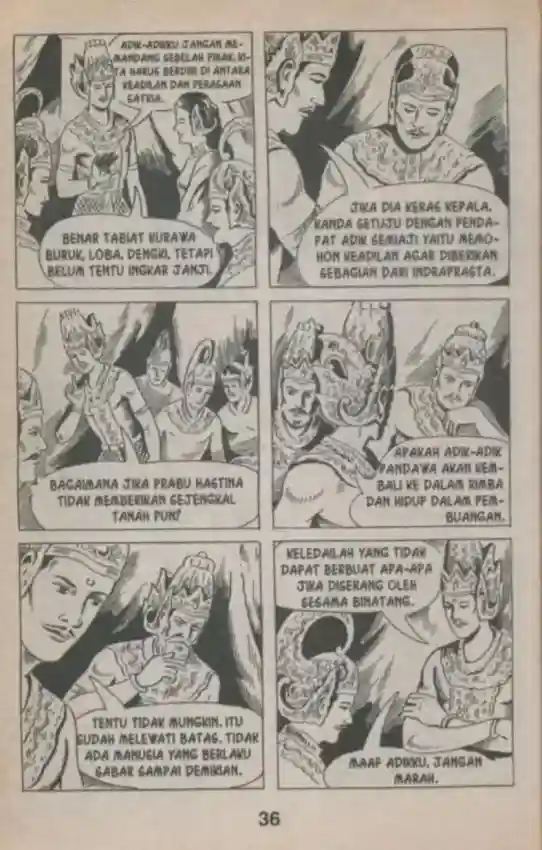 ADIK-ADIKKU JANGAN ME-
MANDANG SEBELAH PIHAK. KI-
TA HARUS BERDIRI DI ANTARA
KEADILAN DAN PERASAAN
SATRIA.
BENAR TABIAT KURAWA
BURUK, LOBA, DENGKI, TETAPI
BELUM TENTU INGKAR JANJI.
JIKA DIA KERAS KEPALA.
KANDA SETUJU DENGAN PENDA-
PAT ADIK SEMIAJI YAITU MEMO-
HON KEADILAN AGAR DIBERIKAN
SEBAGIAN DARI INDRAPRASTA.
BAGAIMANA JIKA PRABU HASTINA
TIDAK MEMBERIKAN SEJENGKAL
TANAH PUN?
APAKAH ADIK-ADIK
PANDAWA AKAN KEM-
BALI KE DALAM RIMBA
DAN HIDUP DALAM PEM-
BUANGAN.
TENTU TIDAK MUNGKIN. ITU
SUDAH MELEWATI BATAS. TIDAK
ADA MANUSIA YANG BERLAKU
SABAR SAMPAI DEMIKIAN.
KELEDAILAH YANG TIDAK
DAPAT BERBUAT APA-APA
JIKA DISERANG OLEH
SESAMA BINATANG.
MAAF ADIKKU, JANGAN
MARAH.
36